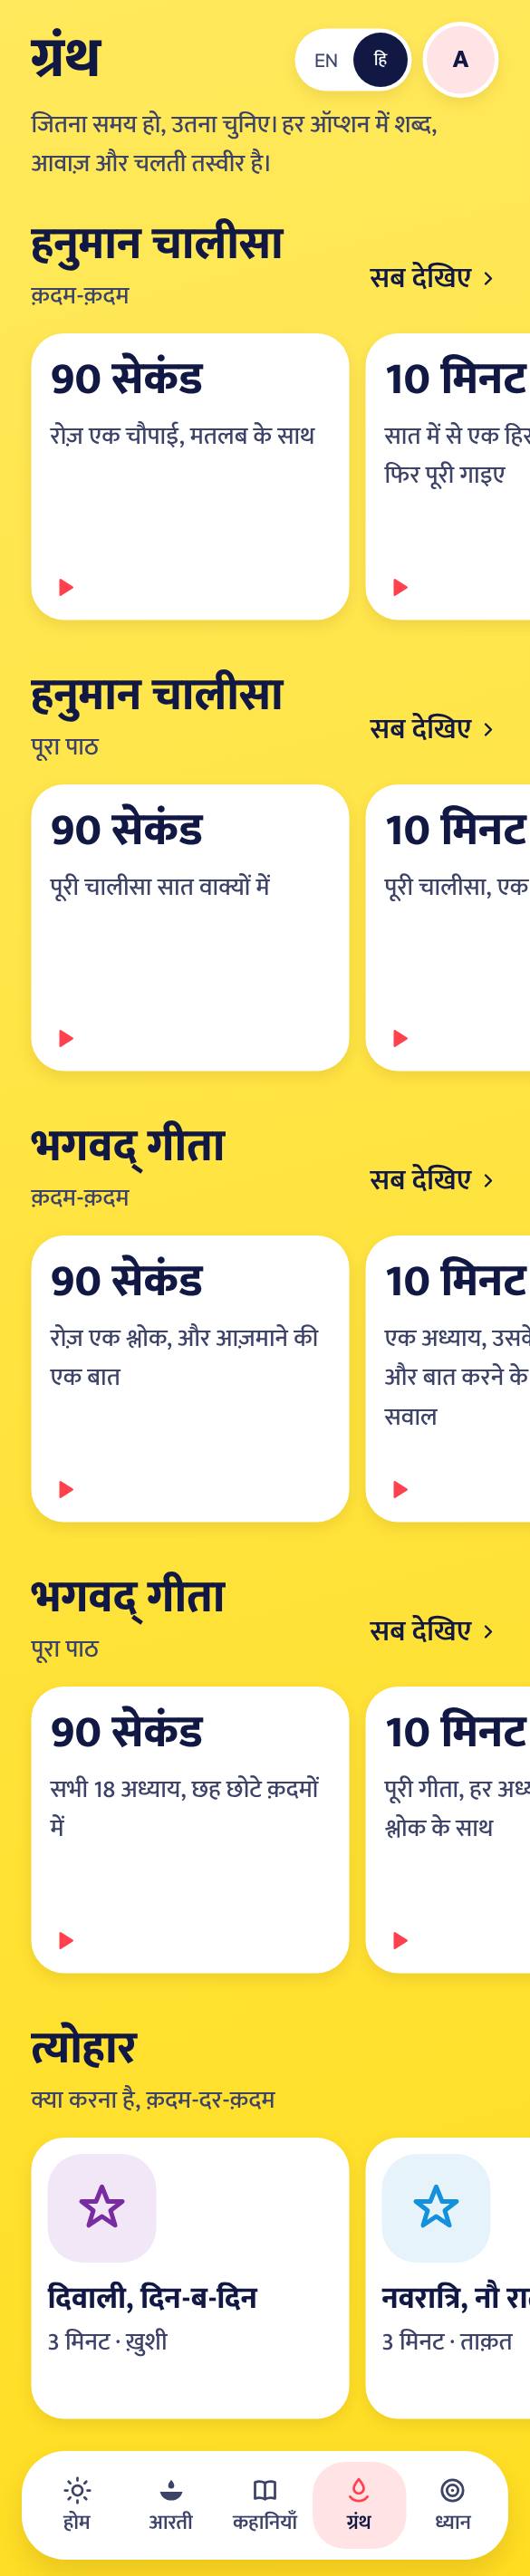 ग्रंथ
EN
हि
A
जितना समय हो, उतना चुनिए। हर ऑप्शन में शब्द,
आवाज़ और चलती तस्वीर है।
हनुमान चालीसा
क़दम-क़दम
सब देखिए
90 सेकंड
रोज़ एक चौपाई, मतलब के साथ
10 मिनट
सात में से एक
फिर पूरी गाइए
हनुमान चालीसा
पूरा पाठ
सब देखिए
90 सेकंड
पूरी चालीसा सात वाक्यों में
10 मिनट
पूरी चालीसा, एक
भगवद् गीता
क़दम-क़दम
सब देखिए
90 सेकंड
रोज़ एक श्लोक, और आज़माने की
एक बात
10 मिनट
एक अध्याय,
और बात करने के
सवाल
भगवद् गीता
पूरा पाठ
सब देखिए
90 सेकंड
सभी 18 अध्याय, छह छोटे क़दमों
में
10 मिनट
पूरी गीता, हर
श्लोक के साथ
त्योहार
क्या करना है, क़दम-दर-क़दम
दिवाली, दिन-ब-दिन
3 मिनट · ख़ुशी
नवरात्रि, नौ
3 मिनट · ताक़त
होम
आरती
कहानियाँ
ग्रंथ
ध्यान